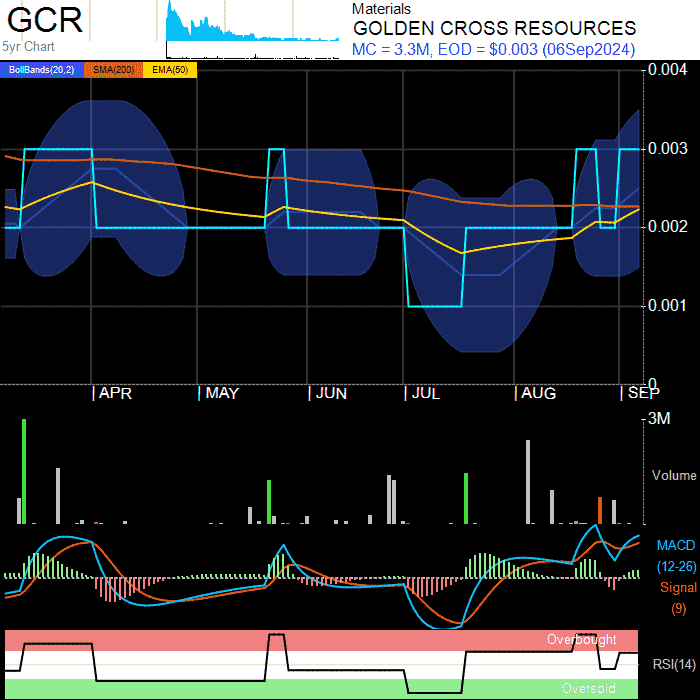 GCR
5yr Chart
Materials
GOLDEN CROSS RESOURCES
MC = 3.3M, EOD = $0.003 (06Sep2024)
BollBands(20,2) SMA(200) EMA(50)
0.004
0.003
0.002
0.001
0
| APR | MAY | JUN | JUL | AUG | SEP
3M
Volume
MACD
(12-26)
Signal
(9)
Overbought
RSI(14)
Oversold